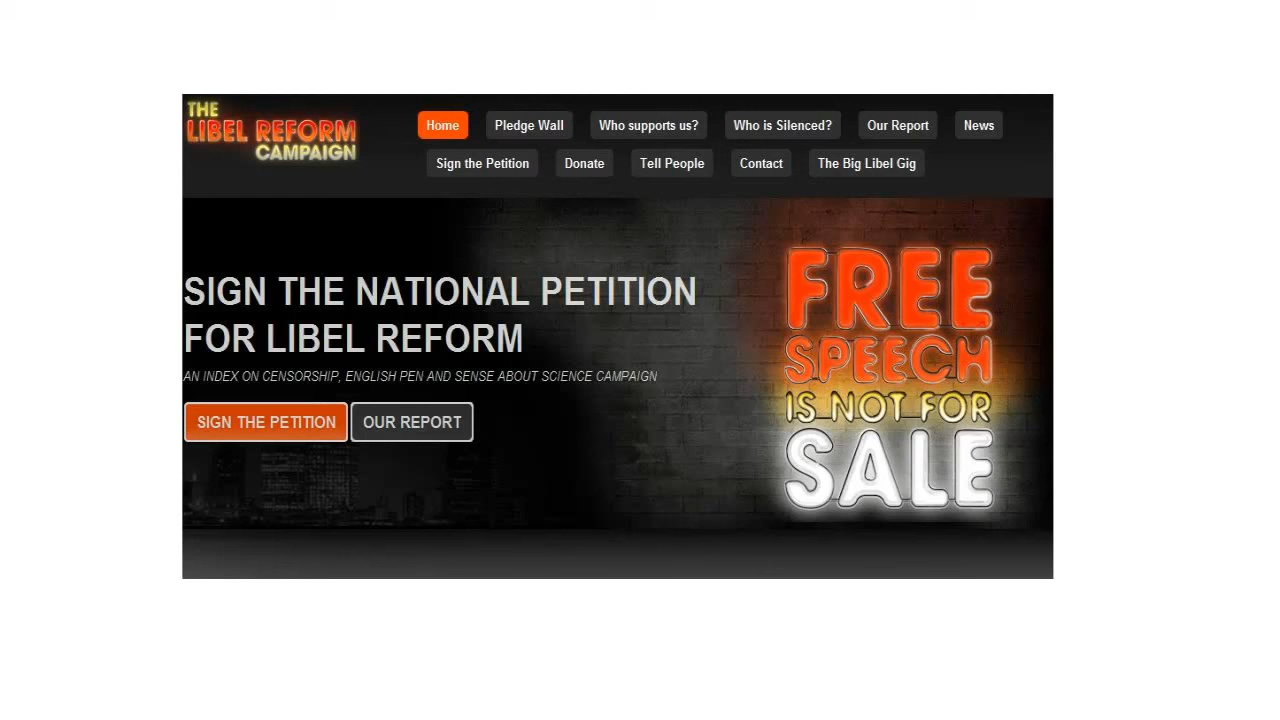 THE
LIBEL REFORM
CAMPAIGN
Home Pledge Wall Who supports us? Who is Silenced? Our Report News
Sign the Petition Donate Tell People Contact The Big Libel Gig
SIGN THE NATIONAL PETITION
FOR LIBEL REFORM
AN INDEX ON CENSORSHIP, ENGLISH PEN AND SENSE ABOUT SCIENCE CAMPAIGN
SIGN THE PETITION OUR REPORT
FREE
SPEECH
IS NOT FOR
SALE